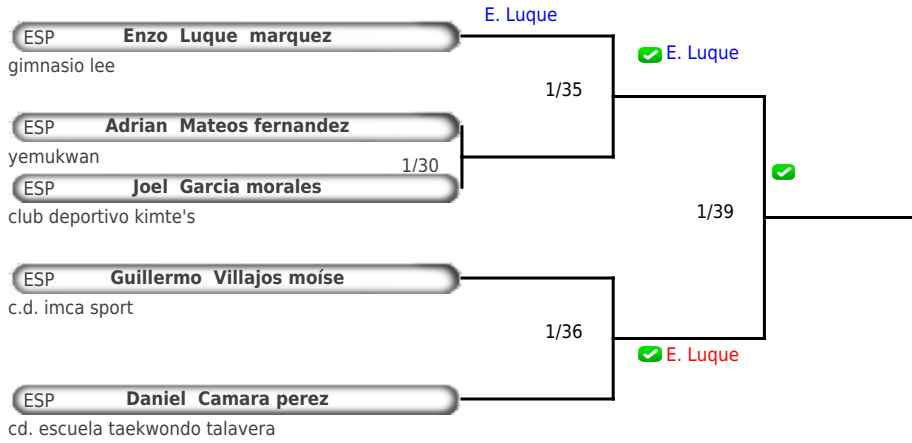 E. Luque
ESP Enzo Luque marquez
gimnasio lee
E. Luque
1/35
ESP Adrian Mateos fernandez
yemukwan
1/30
ESP Joel Garcia morales
club deportivo kimte's
1/39
ESP Guillermo Villajos moíse
c.d. imca sport
1/36
E. Luque
ESP Daniel Camara perez
cd. escuela taekwondo talavera